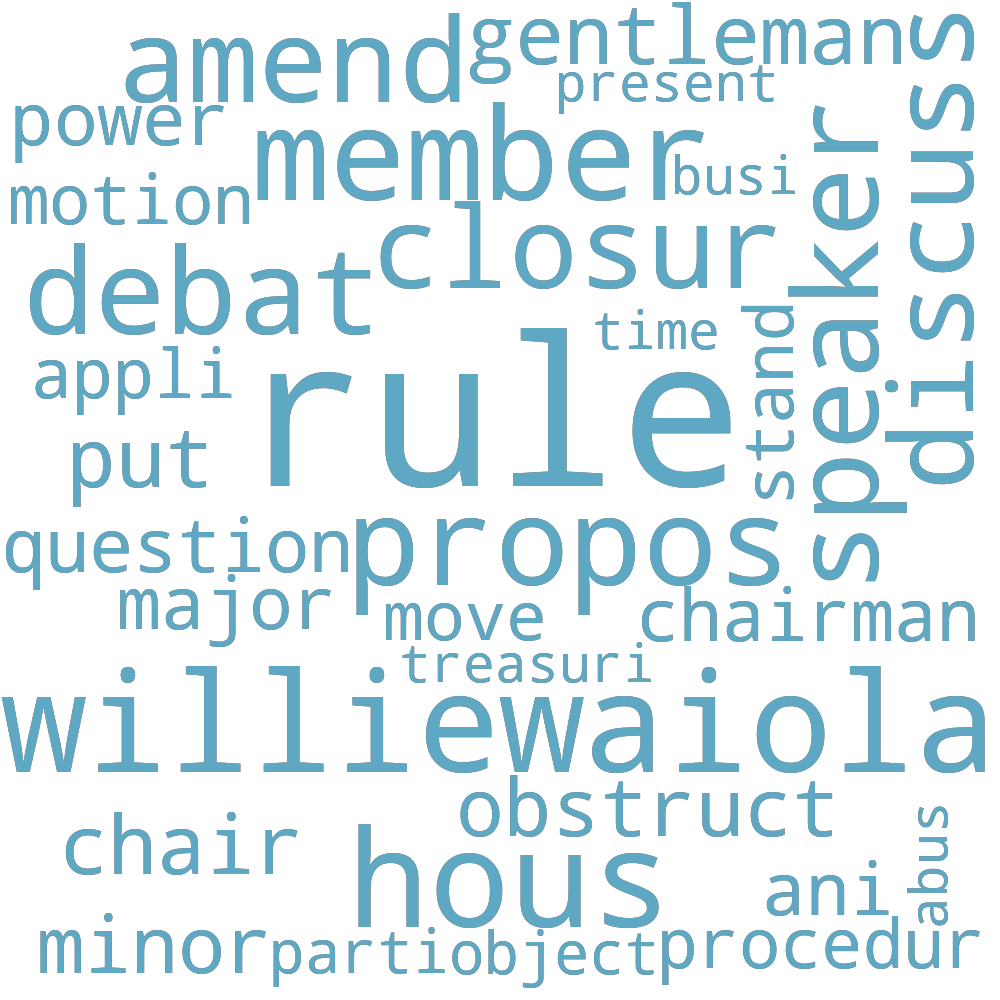 amend gentlemans
present
power
member
discuss
speaker
motion
busi
closur
debat
time
stand
appli
rule
put
question
propos
major
move
chairman
treasuri
williewaiola
obstruct
chair
hous
abus
ani
minor
parti
object
procedur